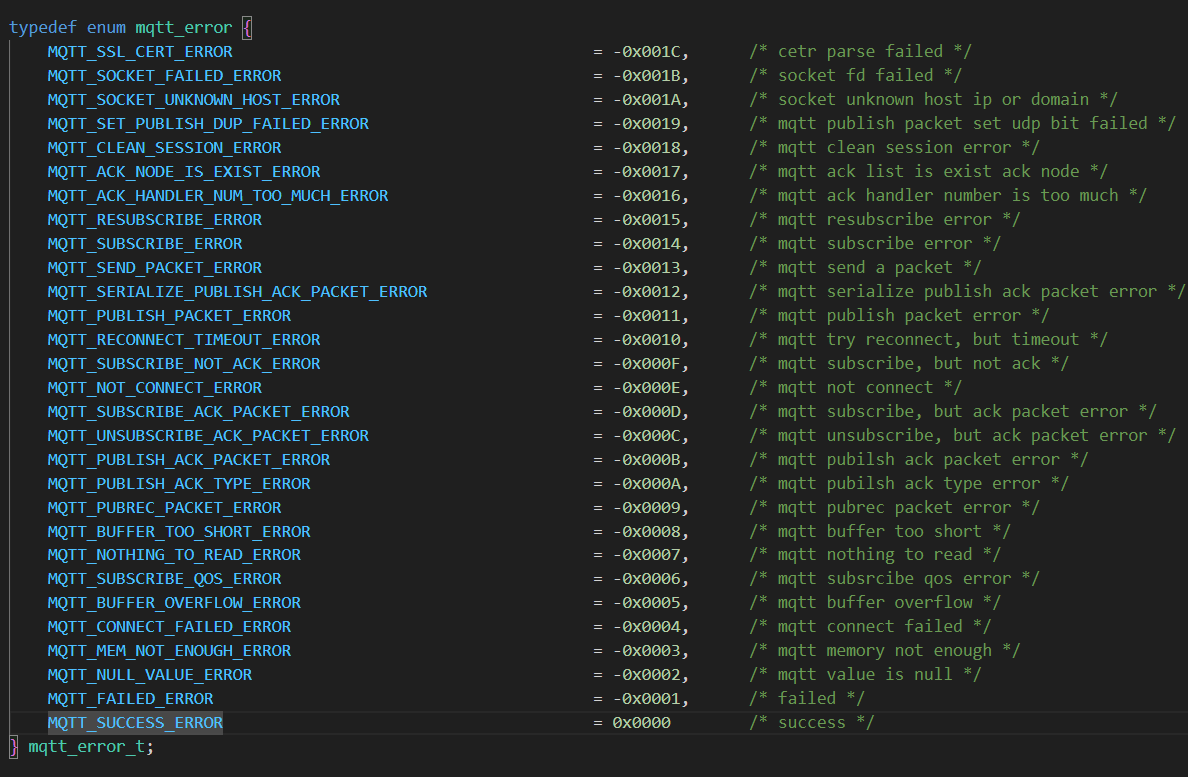 typedef enum mqtt_error {
    MQTT_SSL_CERT_ERROR                                     = -0x001C,      /* cetr parse failed */
    MQTT_SOCKET_FAILED_ERROR                                = -0x001B,      /* socket fd failed */
    MQTT_SOCKET_UNKNOWN_HOST_ERROR                          = -0x001A,      /* socket unknown host ip or domain */
    MQTT_SET_PUBLISH_DUP_FAILED_ERROR                       = -0x0019,      /* mqtt publish packet set udp bit failed */
    MQTT_CLEAN_SESSION_ERROR                                = -0x0018,      /* mqtt clean session error */
    MQTT_ACK_NODE_IS_EXIST_ERROR                            = -0x0017,      /* mqtt ack list is exist ack node */
    MQTT_ACK_HANDLER_NUM_TOO_MUCH_ERROR                     = -0x0016,      /* mqtt ack handler number is too much */
    MQTT_RESUBSCRIBE_ERROR                                  = -0x0015,      /* mqtt resubscribe error */
    MQTT_SUBSCRIBE_ERROR                                    = -0x0014,      /* mqtt subscribe error */
    MQTT_SEND_PACKET_ERROR                                  = -0x0013,      /* mqtt send a packet */
    MQTT_SERIALIZE_PUBLISH_ACK_PACKET_ERROR                 = -0x0012,      /* mqtt serialize publish ack packet error */
    MQTT_PUBLISH_PACKET_ERROR                               = -0x0011,      /* mqtt publish packet error */
    MQTT_RECONNECT_TIMEOUT_ERROR                            = -0x0010,      /* mqtt try reconnect, but timeout */
    MQTT_SUBSCRIBE_NOT_ACK_ERROR                            = -0x000F,      /* mqtt subscribe, but not ack */
    MQTT_NOT_CONNECT_ERROR                                  = -0x000E,      /* mqtt not connect */
    MQTT_SUBSCRIBE_ACK_PACKET_ERROR                         = -0x000D,      /* mqtt subscribe, but ack packet error */
    MQTT_UNSUBSCRIBE_ACK_PACKET_ERROR                       = -0x000C,      /* mqtt unsubscribe, but ack packet error */
    MQTT_PUBLISH_ACK_PACKET_ERROR                           = -0x000B,      /* mqtt pubilsh ack packet error */
    MQTT_PUBLISH_ACK_TYPE_ERROR                             = -0x000A,      /* mqtt pubilsh ack type error */
    MQTT_PUBREC_PACKET_ERROR                                = -0x0009,      /* mqtt pubrec packet error */
    MQTT_BUFFER_TOO_SHORT_ERROR                             = -0x0008,      /* mqtt buffer too short */
    MQTT_NOTHING_TO_READ_ERROR                              = -0x0007,      /* mqtt nothing to read */
    MQTT_SUBSCRIBE_QOS_ERROR                                = -0x0006,      /* mqtt subsrcibe qos error */
    MQTT_BUFFER_OVERFLOW_ERROR                              = -0x0005,      /* mqtt buffer overflow */
    MQTT_CONNECT_FAILED_ERROR                               = -0x0004,      /* mqtt connect failed */
    MQTT_MEM_NOT_ENOUGH_ERROR                               = -0x0003,      /* mqtt memory not enough */
    MQTT_NULL_VALUE_ERROR                                   = -0x0002,      /* mqtt value is null */
    MQTT_FAILED_ERROR                                       = -0x0001,      /* failed */
    MQTT_SUCCESS_ERROR                                      = 0x0000        /* success */
} mqtt_error_t;